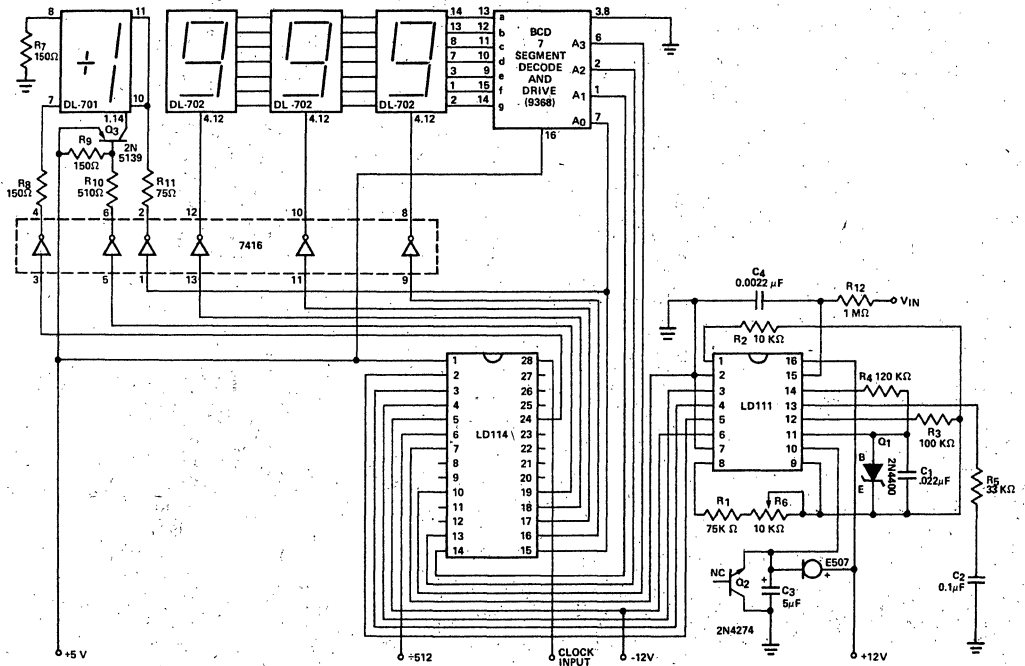 8
11
14
13
a
3.8
13
12
b
BCD
6
R7
150Ω
8
11
c
7
A3
SEGMENT
7
10
d
DECODE
2
A2
AND
3
9
e
DRIVE
1
A1
1
15
f
(9368)
7
10
2
14
g
7
A0
DL-701
DL-702
DL-702
DL-702
1.14
4.12
4.12
4.12
16
Q3
2N
5139
R9
150Ω
R8
150Ω
R10
510Ω
R11
75Ω
4
6
2
12
10
8
7416
3
5
1
13
11
9
C4
0.0022 μF
R12
1 MΩ
VIN
R2
10 KΩ
1
28
2
27
3
26
4
25
5
24
6
LD114
23
7
22
8
21
9
20
10
19
11
18
12
17
13
16
14
15
1
16
2
15
3
14
4
LD111
13
5
12
6
11
7
10
8
9
R4 120 KΩ
R3
100 KΩ
Q1
B
E
2N4400
C1
.022μF
R5
33 KΩ
R1
75K Ω
R6
10 KΩ
E507
+
NC
Q2
+
C3
5μF
2N4274
C2
0.1μF
+5 V
÷512
CLOCK
INPUT
-12V
+12V